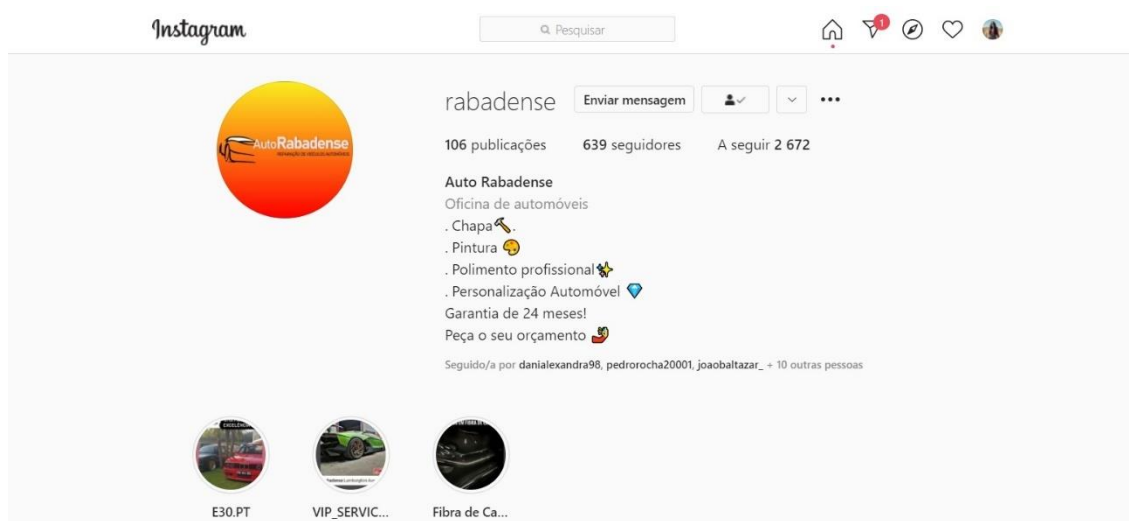 Instagram
Pesquisar
1
AutoRabadense
rabadense Enviar mensagem
106 publicações 639 seguidores A seguir 2 672
Auto Rabadense
Oficina de automóveis
. Chapa🔨.
. Pintura 🎨
. Polimento profissional✨
. Personalização Automóvel 💎
Garantia de 24 meses!
Peça o seu orçamento 🤳
Seguido/a por danialexandra98, pedrorocha20001, joaobaltazar_ + 10 outras pessoas
E30.PT VIP_SERVIC... Fibra de Ca...